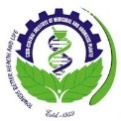 CSIR-CENTRAL INSTITUTE OF MEDICINAL AND AROMATIC PLANTS
TOWARDS BETTER HEALTH AND LIFE
Estd.-1959